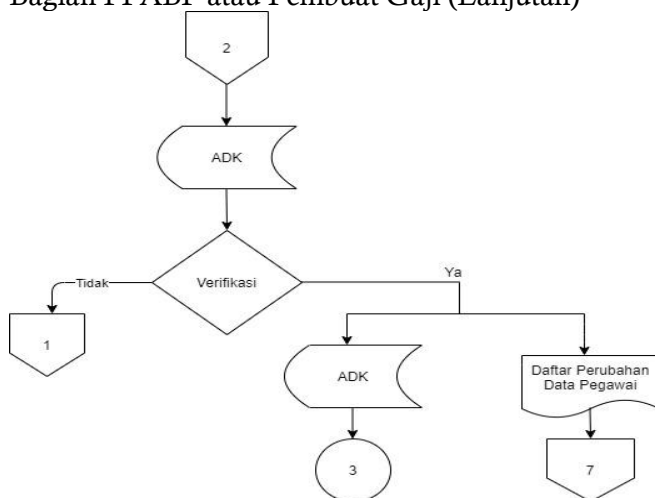 Bagian PPABP atau Pembuat Gaji (Lanjutan)
2
ADK
Verifikasi
Tidak
Ya
1
ADK
Daftar Perubahan
Data Pegawai
3
7